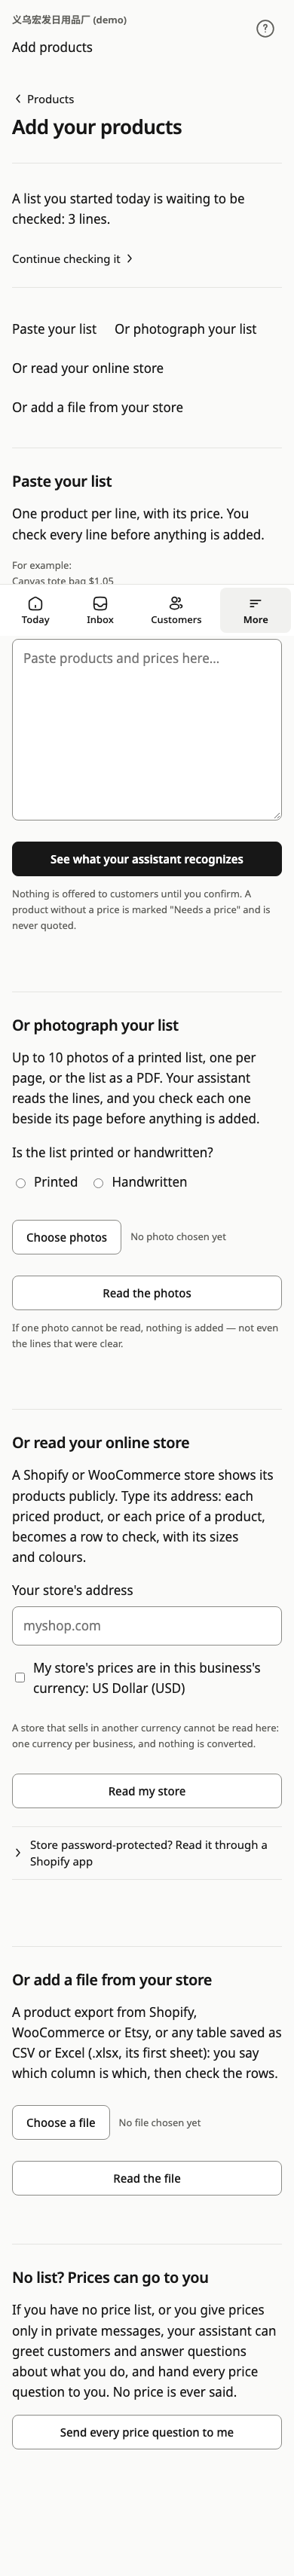 义乌宏发日用品厂 (demo)
Add products
Products
Add your products
A list you started today is waiting to be
checked: 3 lines.
Continue checking it
Paste your list
Or photograph your list
Or read your online store
Or add a file from your store
Paste your list
One product per line, with its price. You
check every line before anything is added.
For example:
Canvas tote bag $1.05
Today
Inbox
Customers
More
Paste products and prices here...
See what your assistant recognizes
Nothing is offered to customers until you confirm. A
product without a price is marked "Needs a price" and is
never quoted.
Or photograph your list
Up to 10 photos of a printed list, one per
page, or the list as a PDF. Your assistant
reads the lines, and you check each one
beside its page before anything is added.
Is the list printed or handwritten?
Printed
Handwritten
Choose photos
No photo chosen yet
Read the photos
If one photo cannot be read, nothing is added — not even
the lines that were clear.
Or read your online store
A Shopify or WooCommerce store shows its
products publicly. Type its address: each
priced product, or each price of a product,
becomes a row to check, with its sizes
and colours.
Your store's address
myshop.com
My store's prices are in this business's
currency: US Dollar (USD)
A store that sells in another currency cannot be read here:
one currency per business, and nothing is converted.
Read my store
Store password-protected? Read it through a
Shopify app
Or add a file from your store
A product export from Shopify,
WooCommerce or Etsy, or any table saved as
CSV or Excel (.xlsx, its first sheet): you say
which column is which, then check the rows.
Choose a file
No file chosen yet
Read the file
No list? Prices can go to you
If you have no price list, or you give prices
only in private messages, your assistant can
greet customers and answer questions
about what you do, and hand every price
question to you. No price is ever said.
Send every price question to me